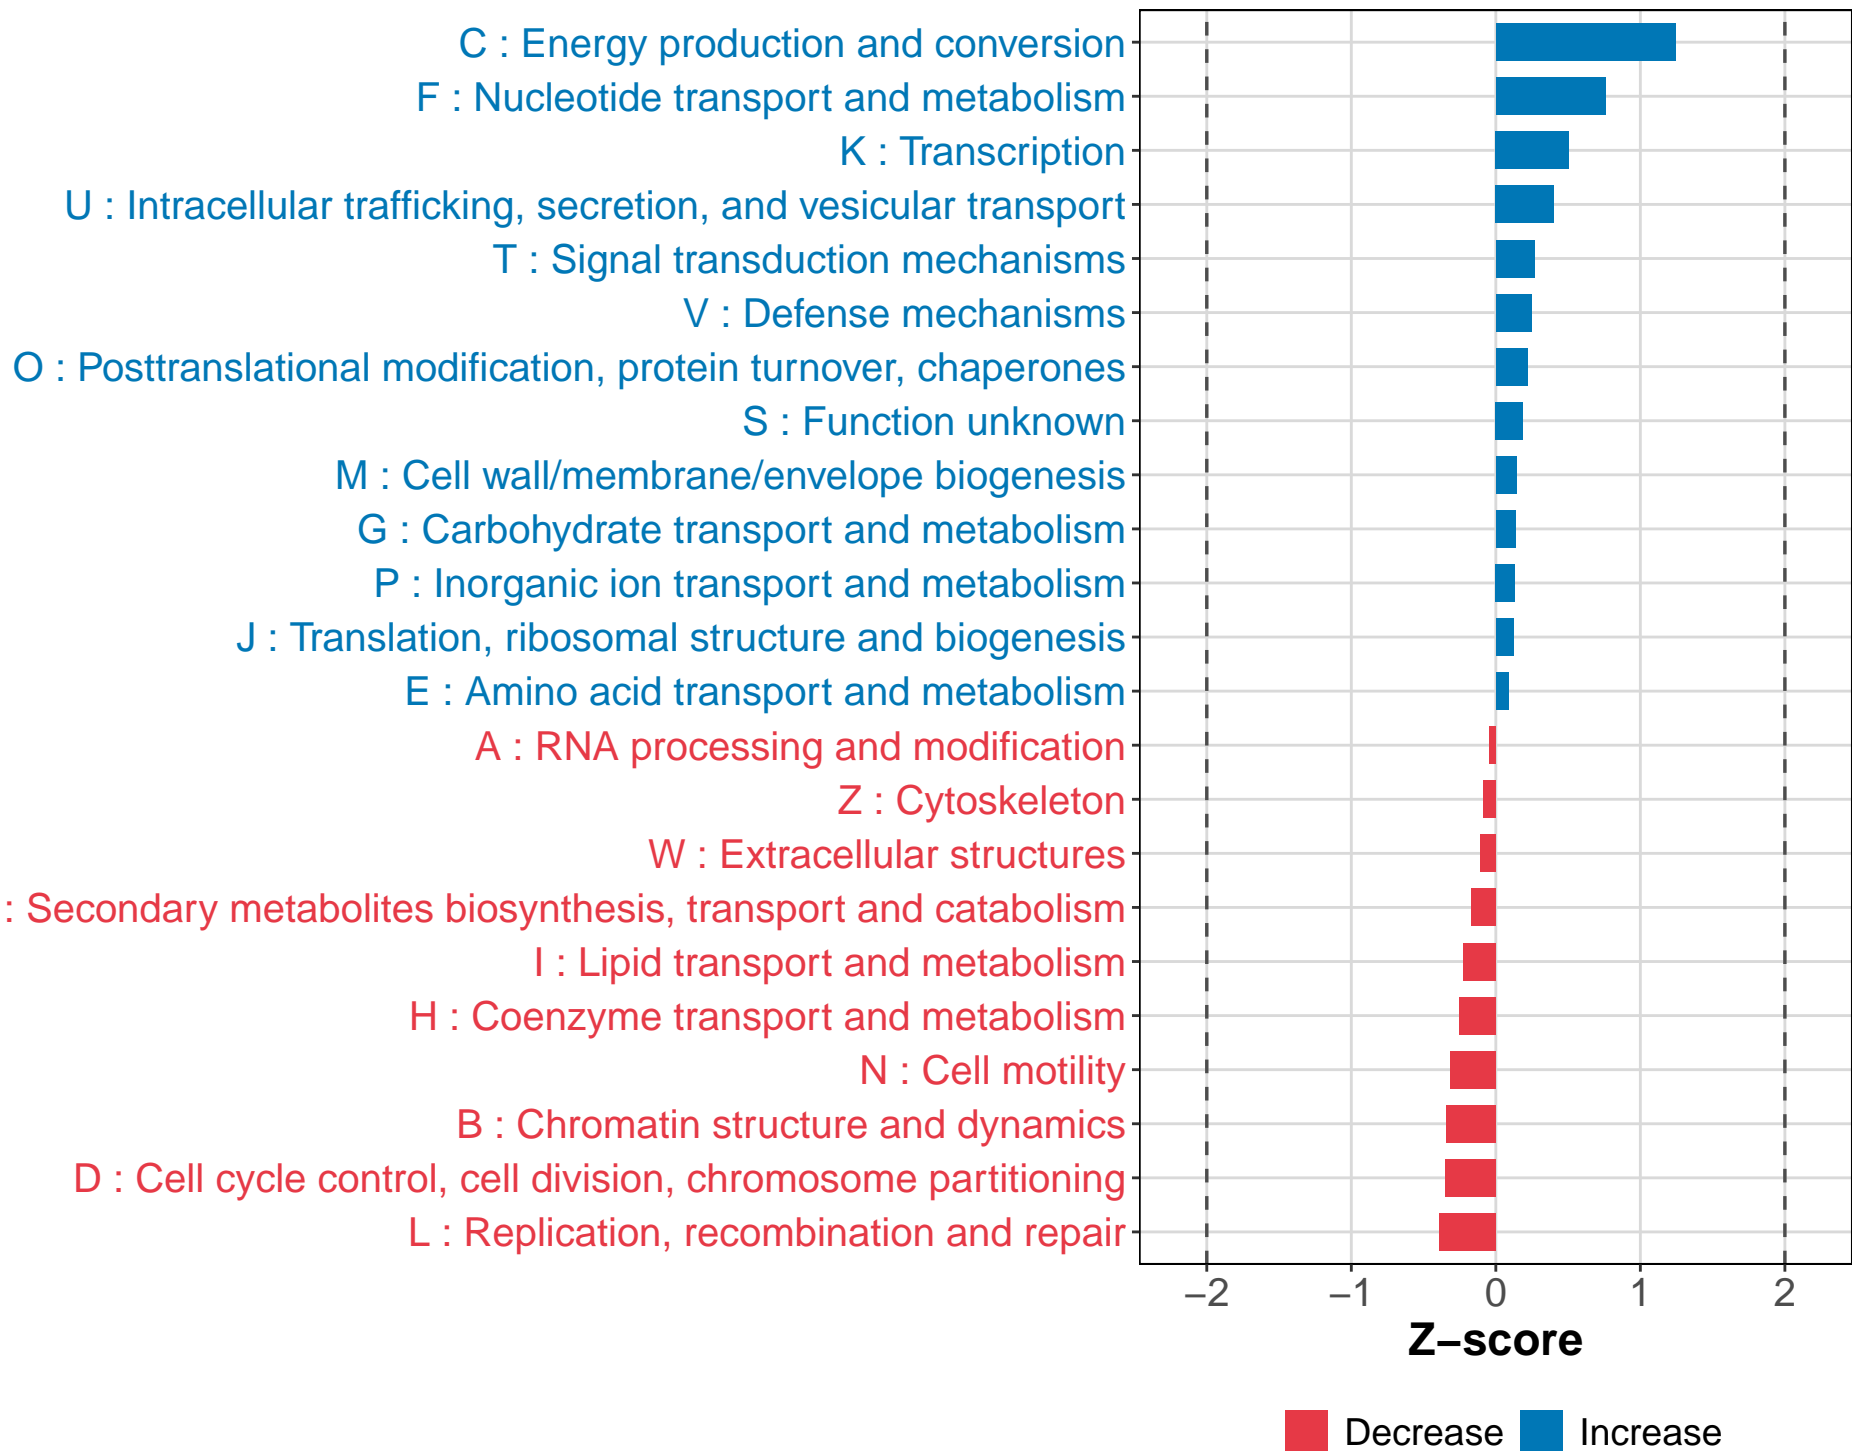 C : Energy production and conversion
F : Nucleotide transport and metabolism
K : Transcription
U : Intracellular trafficking, secretion, and vesicular transport
T : Signal transduction mechanisms
V : Defense mechanisms
O : Posttranslational modification, protein turnover, chaperones
S : Function unknown
M : Cell wall/membrane/envelope biogenesis
G : Carbohydrate transport and metabolism
P : Inorganic ion transport and metabolism
J : Translation, ribosomal structure and biogenesis
E : Amino acid transport and metabolism
A : RNA processing and modification
Z : Cytoskeleton
W : Extracellular structures
: Secondary metabolites biosynthesis, transport and catabolism
I : Lipid transport and metabolism
H : Coenzyme transport and metabolism
N : Cell motility
B : Chromatin structure and dynamics
D : Cell cycle control, cell division, chromosome partitioning
L : Replication, recombination and repair
−2 −1 0 1 2
Z−score
Decrease Increase